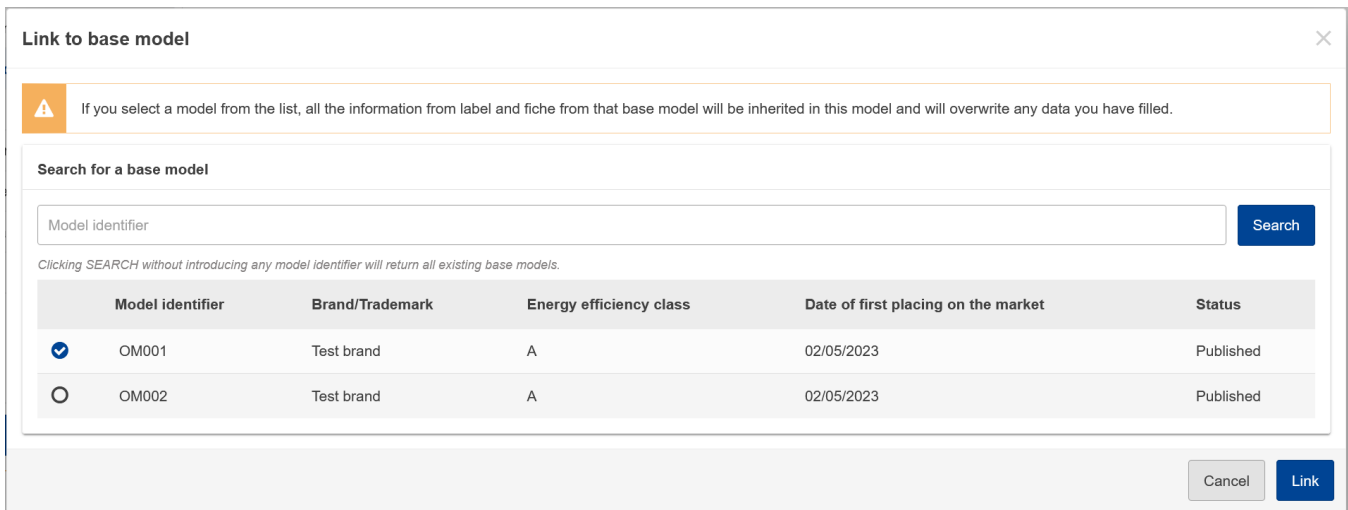 Link to base model
If you select a model from the list, all the information from label and fiche from that base model will be inherited in this model and will overwrite any data you have filled.
Search for a base model
Model identifier
Search
Clicking SEARCH without introducing any model identifier will return all existing base models.
Model identifier Brand/Trademark Energy efficiency class Date of first placing on the market Status
OM001 Test brand A 02/05/2023 Published
OM002 Test brand A 02/05/2023 Published
Cancel Link